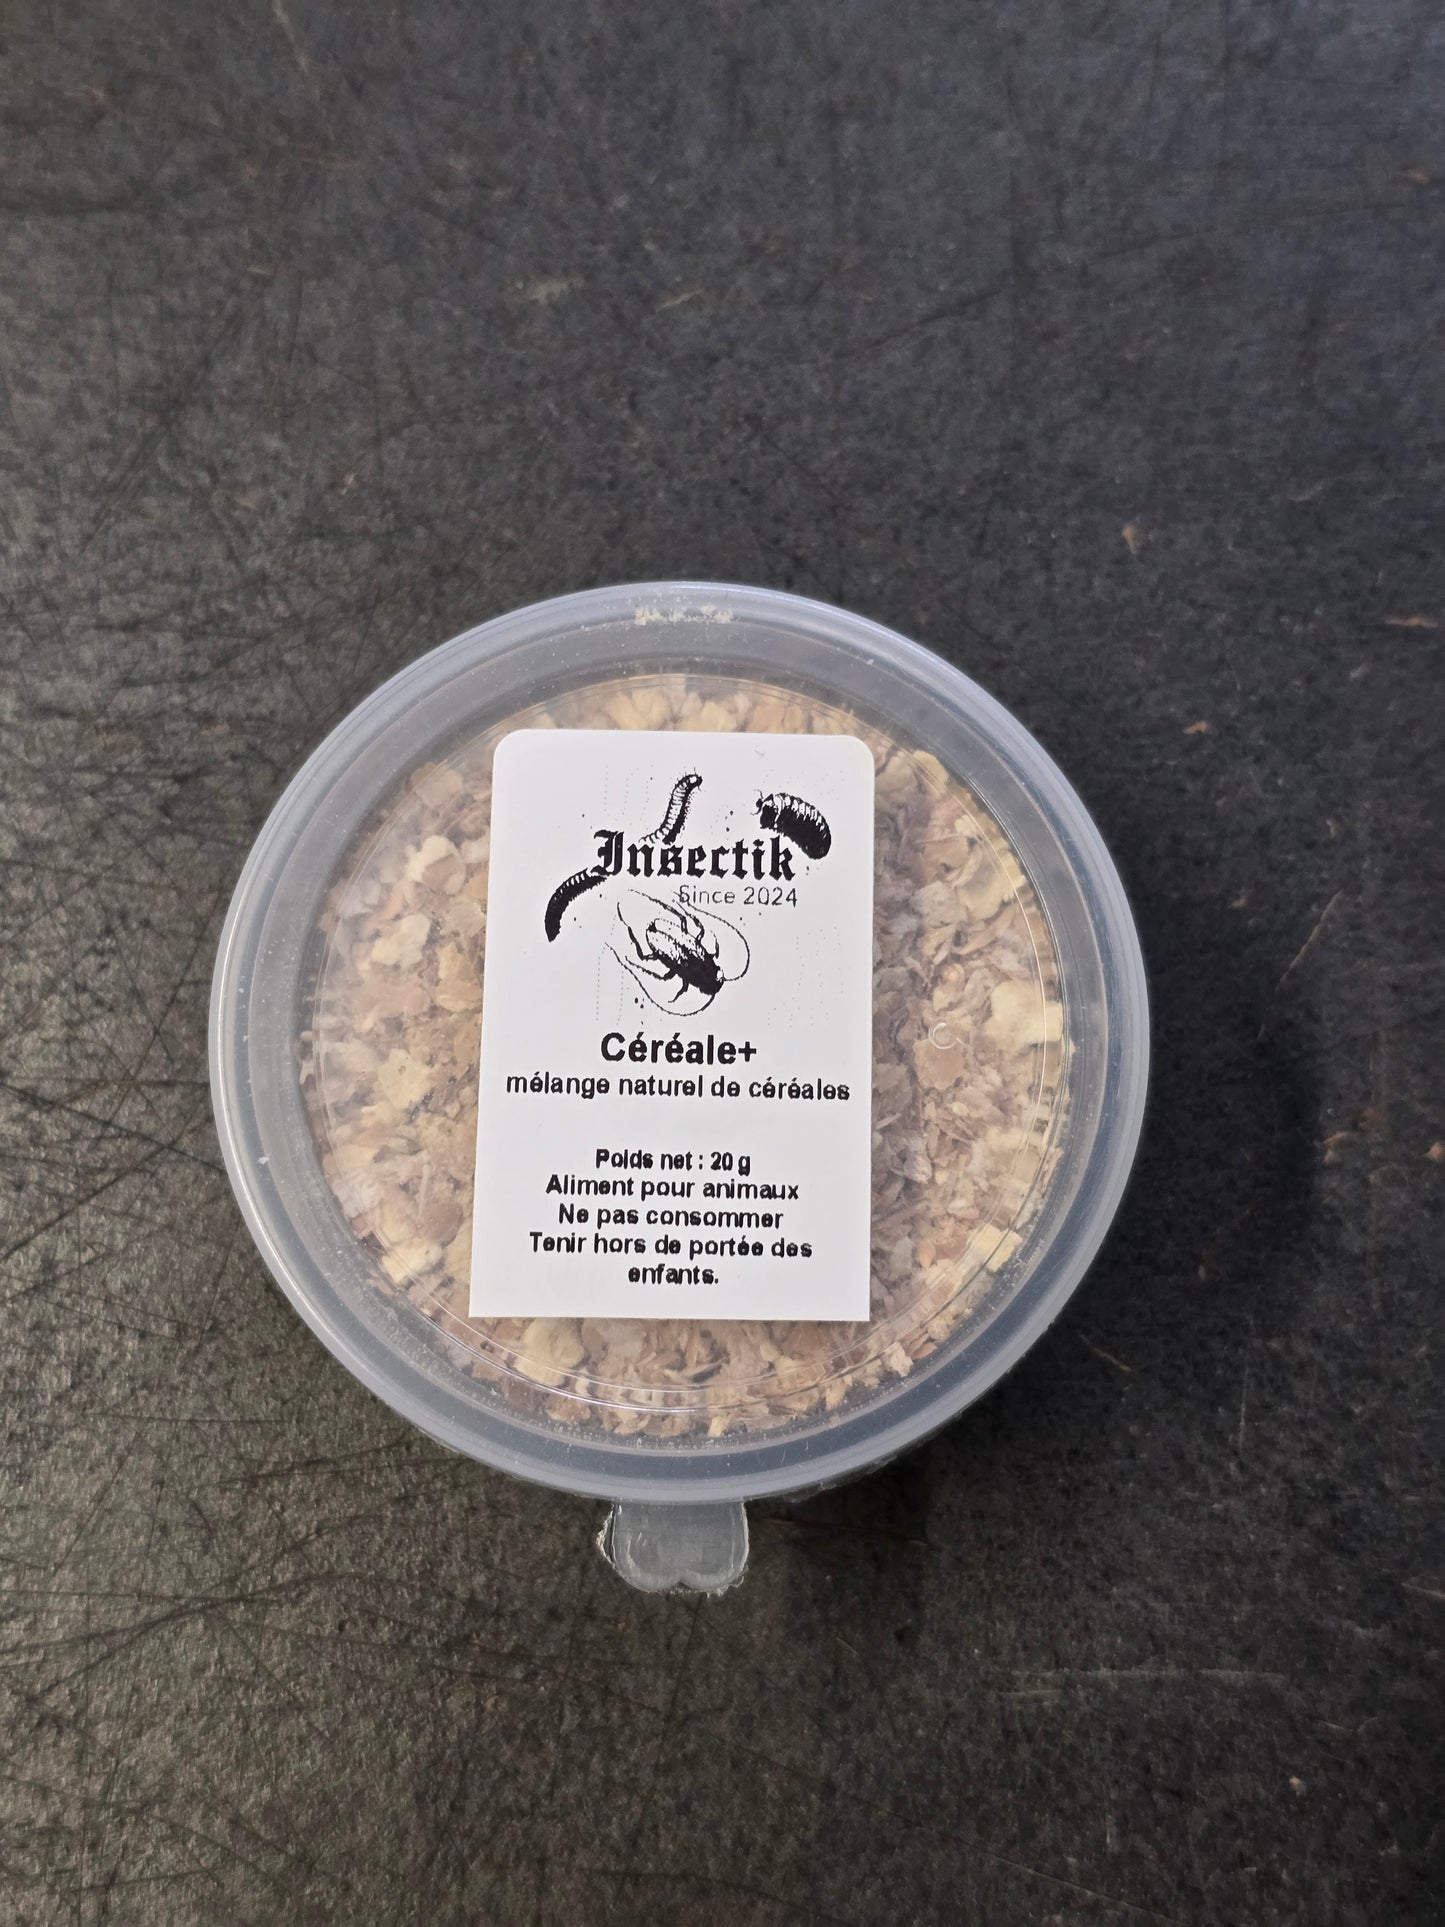 Insectik
Since 2024
Céréale+
mélange naturel de céréales
Poids net : 20 g
Aliment pour animaux
Ne pas consommer
Tenir hors de portée des
enfants.